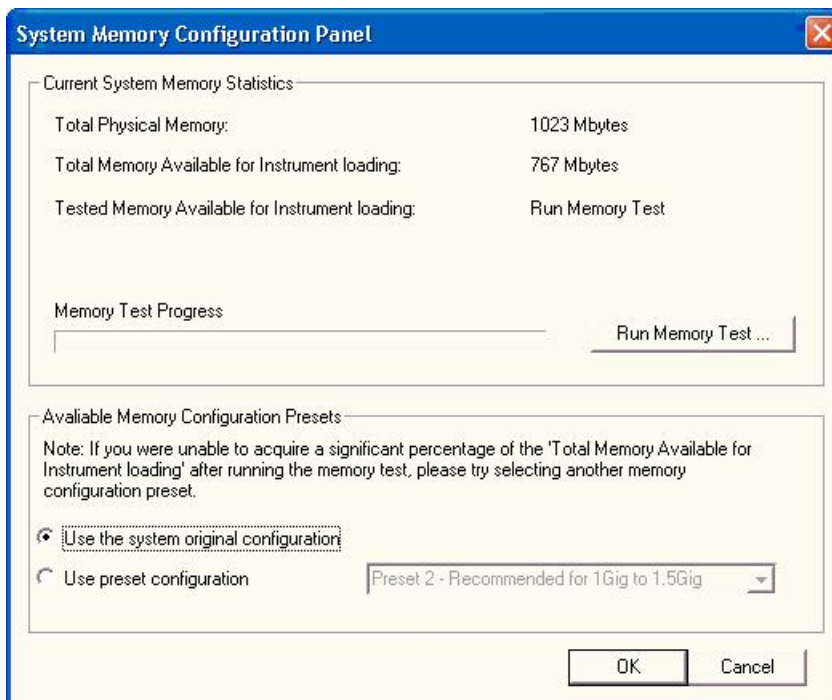 System Memory Configuration Panel
Current System Memory Statistics
Total Physical Memory: 1023 Mbytes
Total Memory Available for Instrument loading: 767 Mbytes
Tested Memory Available for Instrument loading: Run Memory Test
Memory Test Progress
Run Memory Test ...
Avaliable Memory Configuration Presets
Note: If you were unable to acquire a significant percentage of the 'Total Memory Available for
Instrument loading' after running the memory test, please try selecting another memory
configuration preset.
Use the system original configuration
Use preset configuration Preset 2 - Recommended for 1Gig to 1.5Gig
OK Cancel